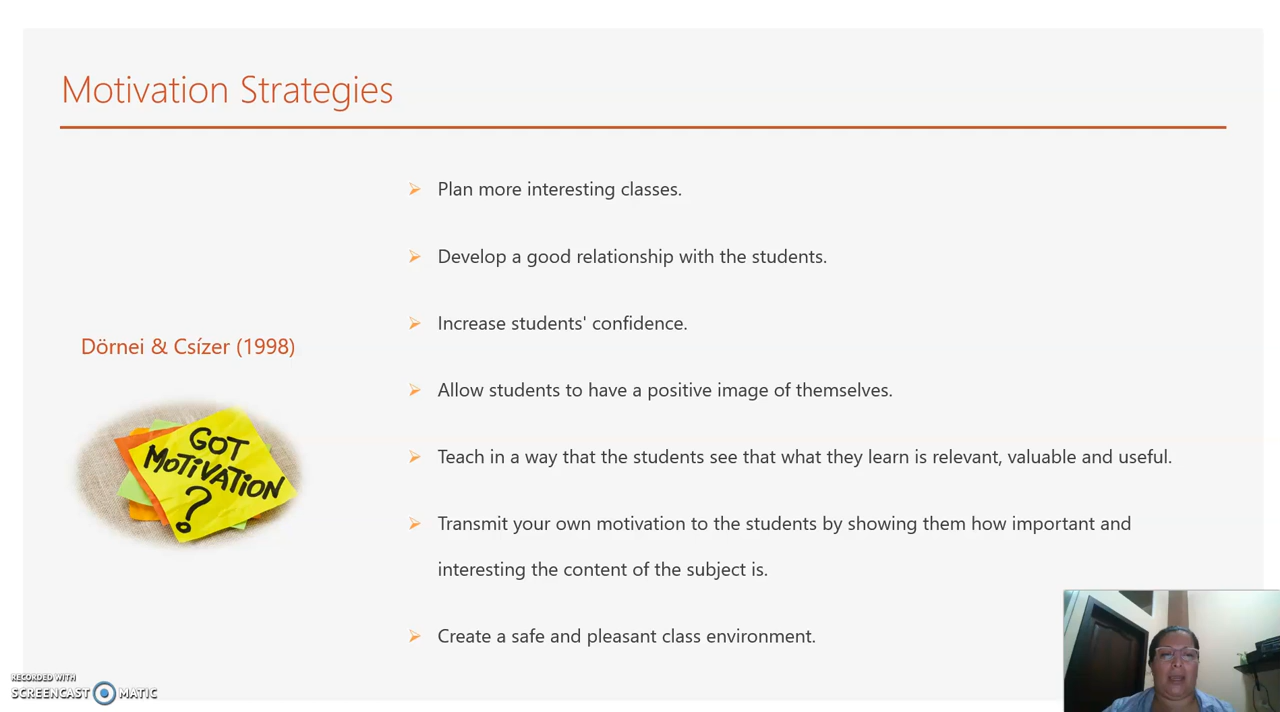 Motivation Strategies
Plan more interesting classes.
Develop a good relationship with the students.
Increase students' confidence.
Dörnei & Csízer (1998)
Allow students to have a positive image of themselves.
GOT
MOTIVATION
?
Teach in a way that the students see that what they learn is relevant, valuable and useful.
Transmit your own motivation to the students by showing them how important and
interesting the content of the subject is.
Create a safe and pleasant class environment.
RECORDED WITH
SCREENCAST MATIC